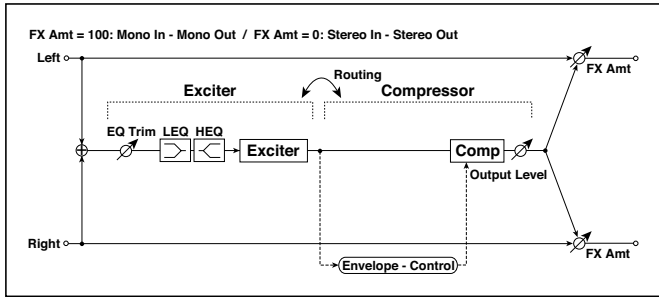 FX Amt = 100: Mono In - Mono Out / FX Amt = 0: Stereo In - Stereo Out
Left
FX Amt
Routing
Exciter
Compressor
EQ Trim
LEQ
HEQ
Exciter
Comp
Output Level
Right
FX Amt
Envelope - Control